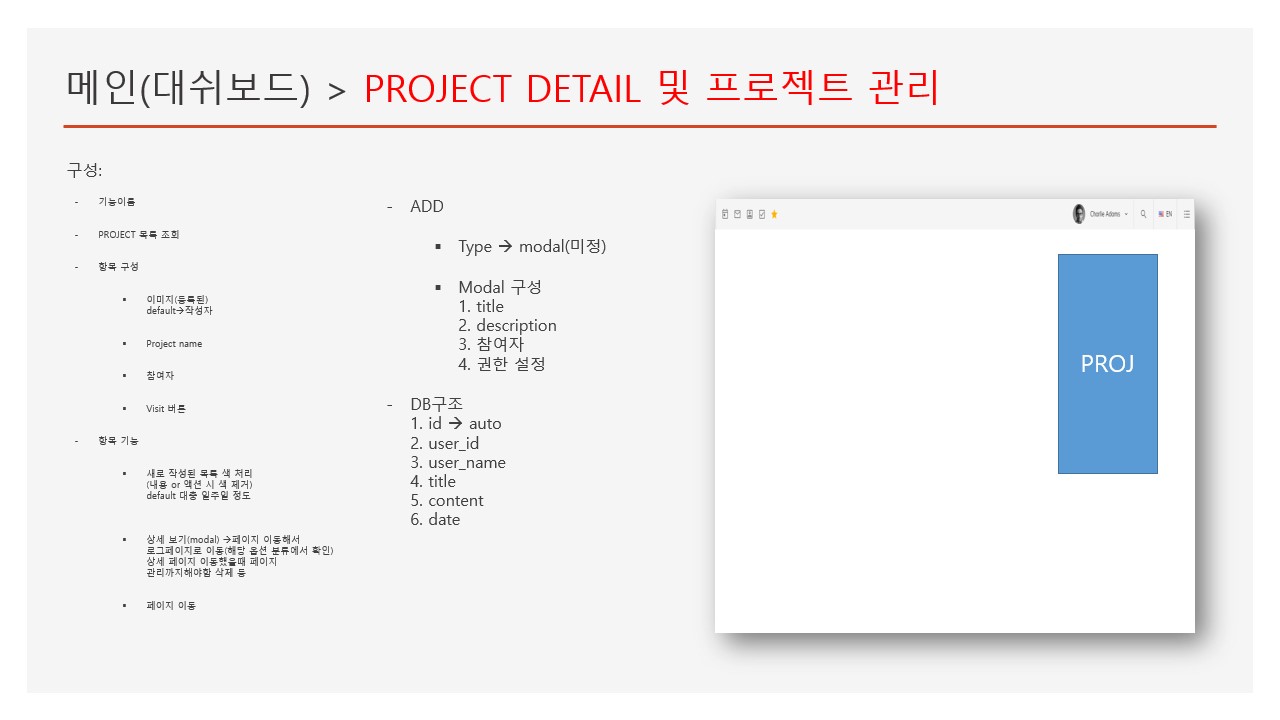 메인(대쉬보드) > PROJECT DETAIL 및 프로젝트 관리
구성:
- 기능이름
- PROJECT 목록 조회
- 항목 구성
▪ 이미지(등록된)
default→작성자
▪ Project name
▪ 참여자
▪ Visit 버튼
- 항목 기능
▪ 새로 작성된 목록 색 처리
(내용 or 액션 시 색 제거)
default 대충 일주일 정도
▪ 상세 보기(modal) →페이지 이동해서
로그페이지로 이동(해당 옵션 분류에서 확인)
상세 페이지 이동했을때 페이지
관리까지해야함 삭제 등
▪ 페이지 이동
- ADD
▪ Type → modal(미정)
▪ Modal 구성
1. title
2. description
3. 참여자
4. 권한 설정
- DB구조
1. id → auto
2. user_id
3. user_name
4. title
5. content
6. date
Charlie Adams
EN
PROJ